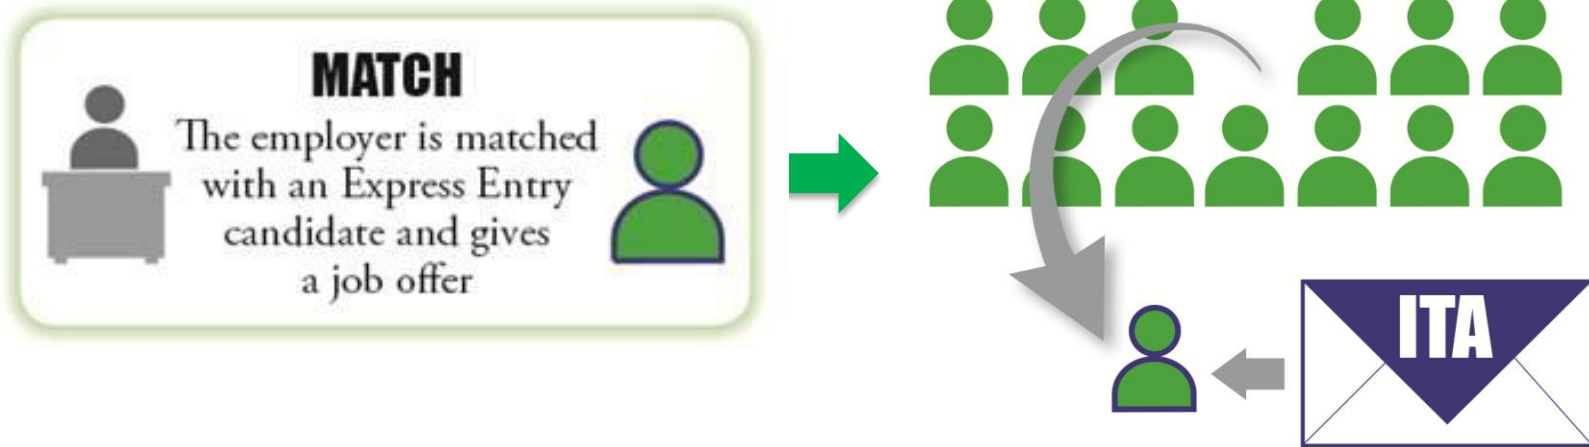 MATCH
The employer is matched
with an Express Entry
candidate and gives
a job offer
ITA